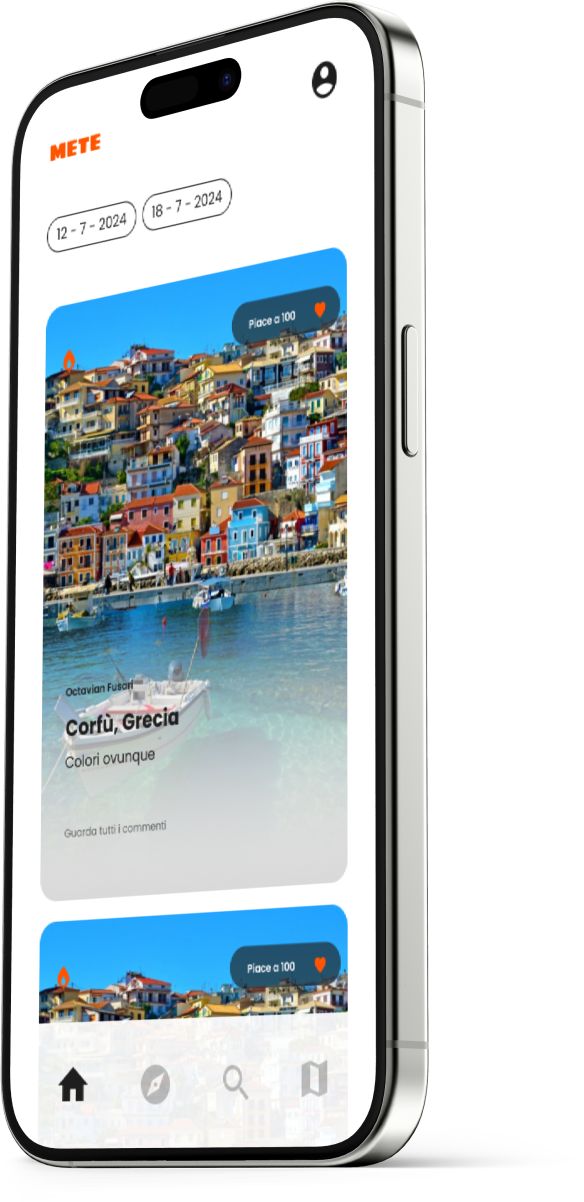 METE
12 - 7 - 2024
18 - 7 - 2024
Piace a 100
Octavian Fusari
Corfù, Grecia
Colori ovunque
Guarda tutti i commenti
Piace a 100